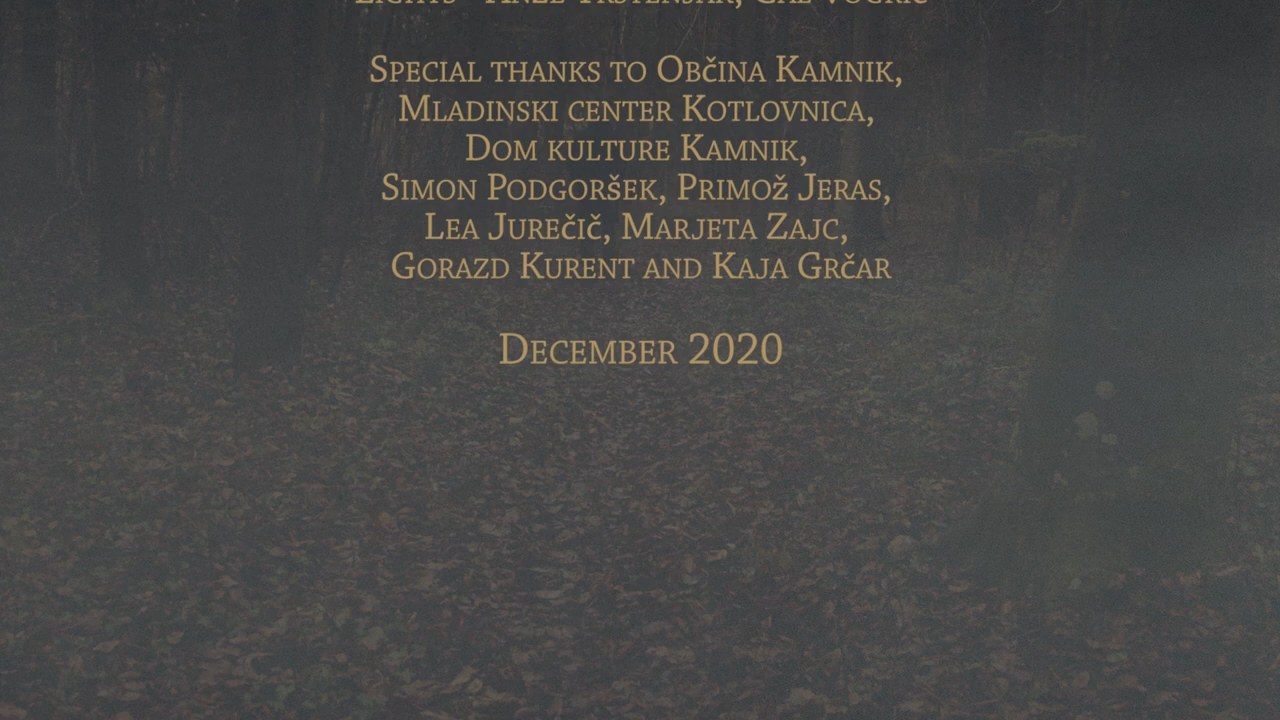 Special thanks to Občina Kamnik,
Mladinski center Kotlovnica,
Dom kulture Kamnik,
Simon Podgoršek, Primož Jeras,
Lea Jurečič, Marjeta Zajc,
Gorazd Kurent and Kaja Grčar
December 2020